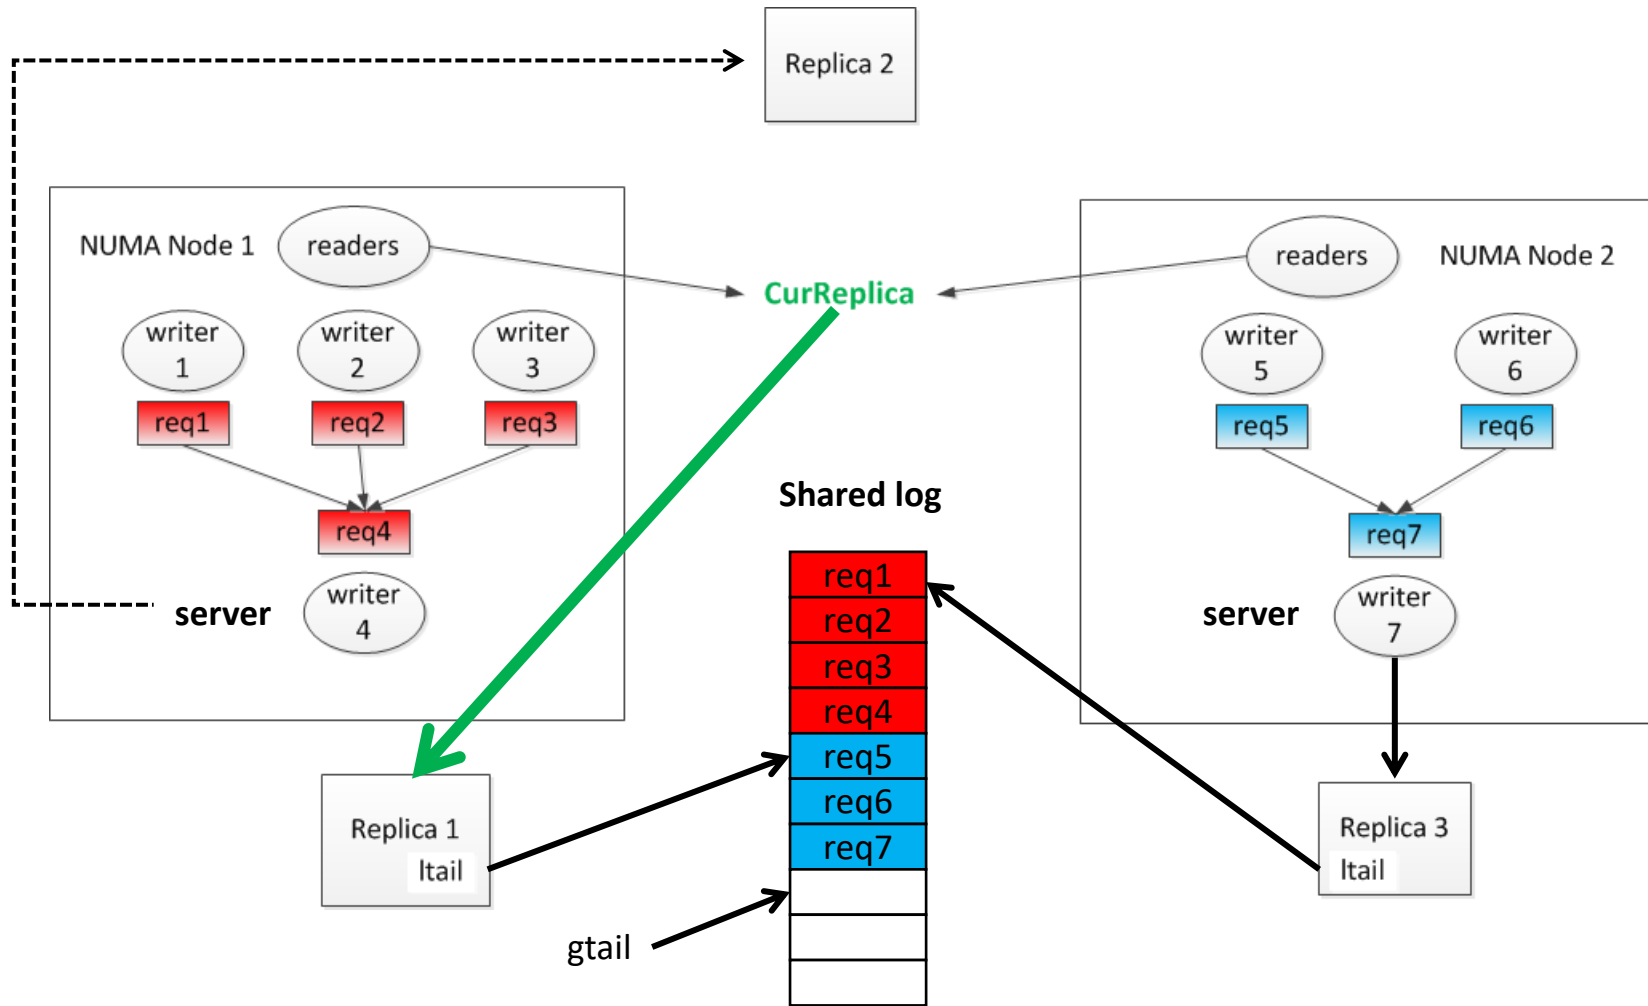 Replica 2
NUMA Node 1
readers
readers
NUMA Node 2
CurReplica
writer
1
writer
2
writer
3
writer
5
writer
6
req1
req2
req3
req5
req6
req4
req7
Shared log
server
writer
4
server
writer
7
req1
req2
req3
req4
req5
req6
req7
Replica 1
ltail
Replica 3
ltail
gtail